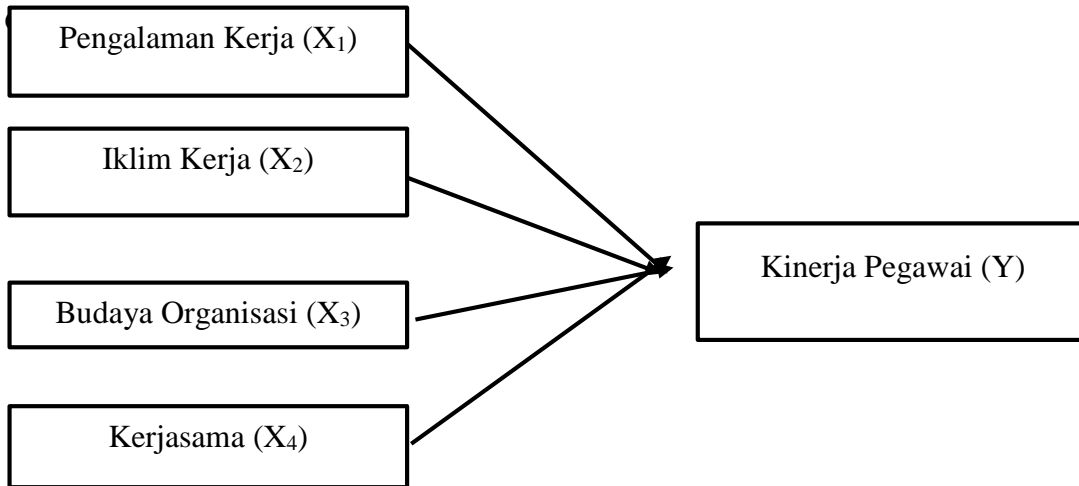 Pengalaman Kerja (X₁)
Iklim Kerja (X₂)
Kinerja Pegawai (Y)
Budaya Organisasi (X₃)
Kerjasama (X₄)